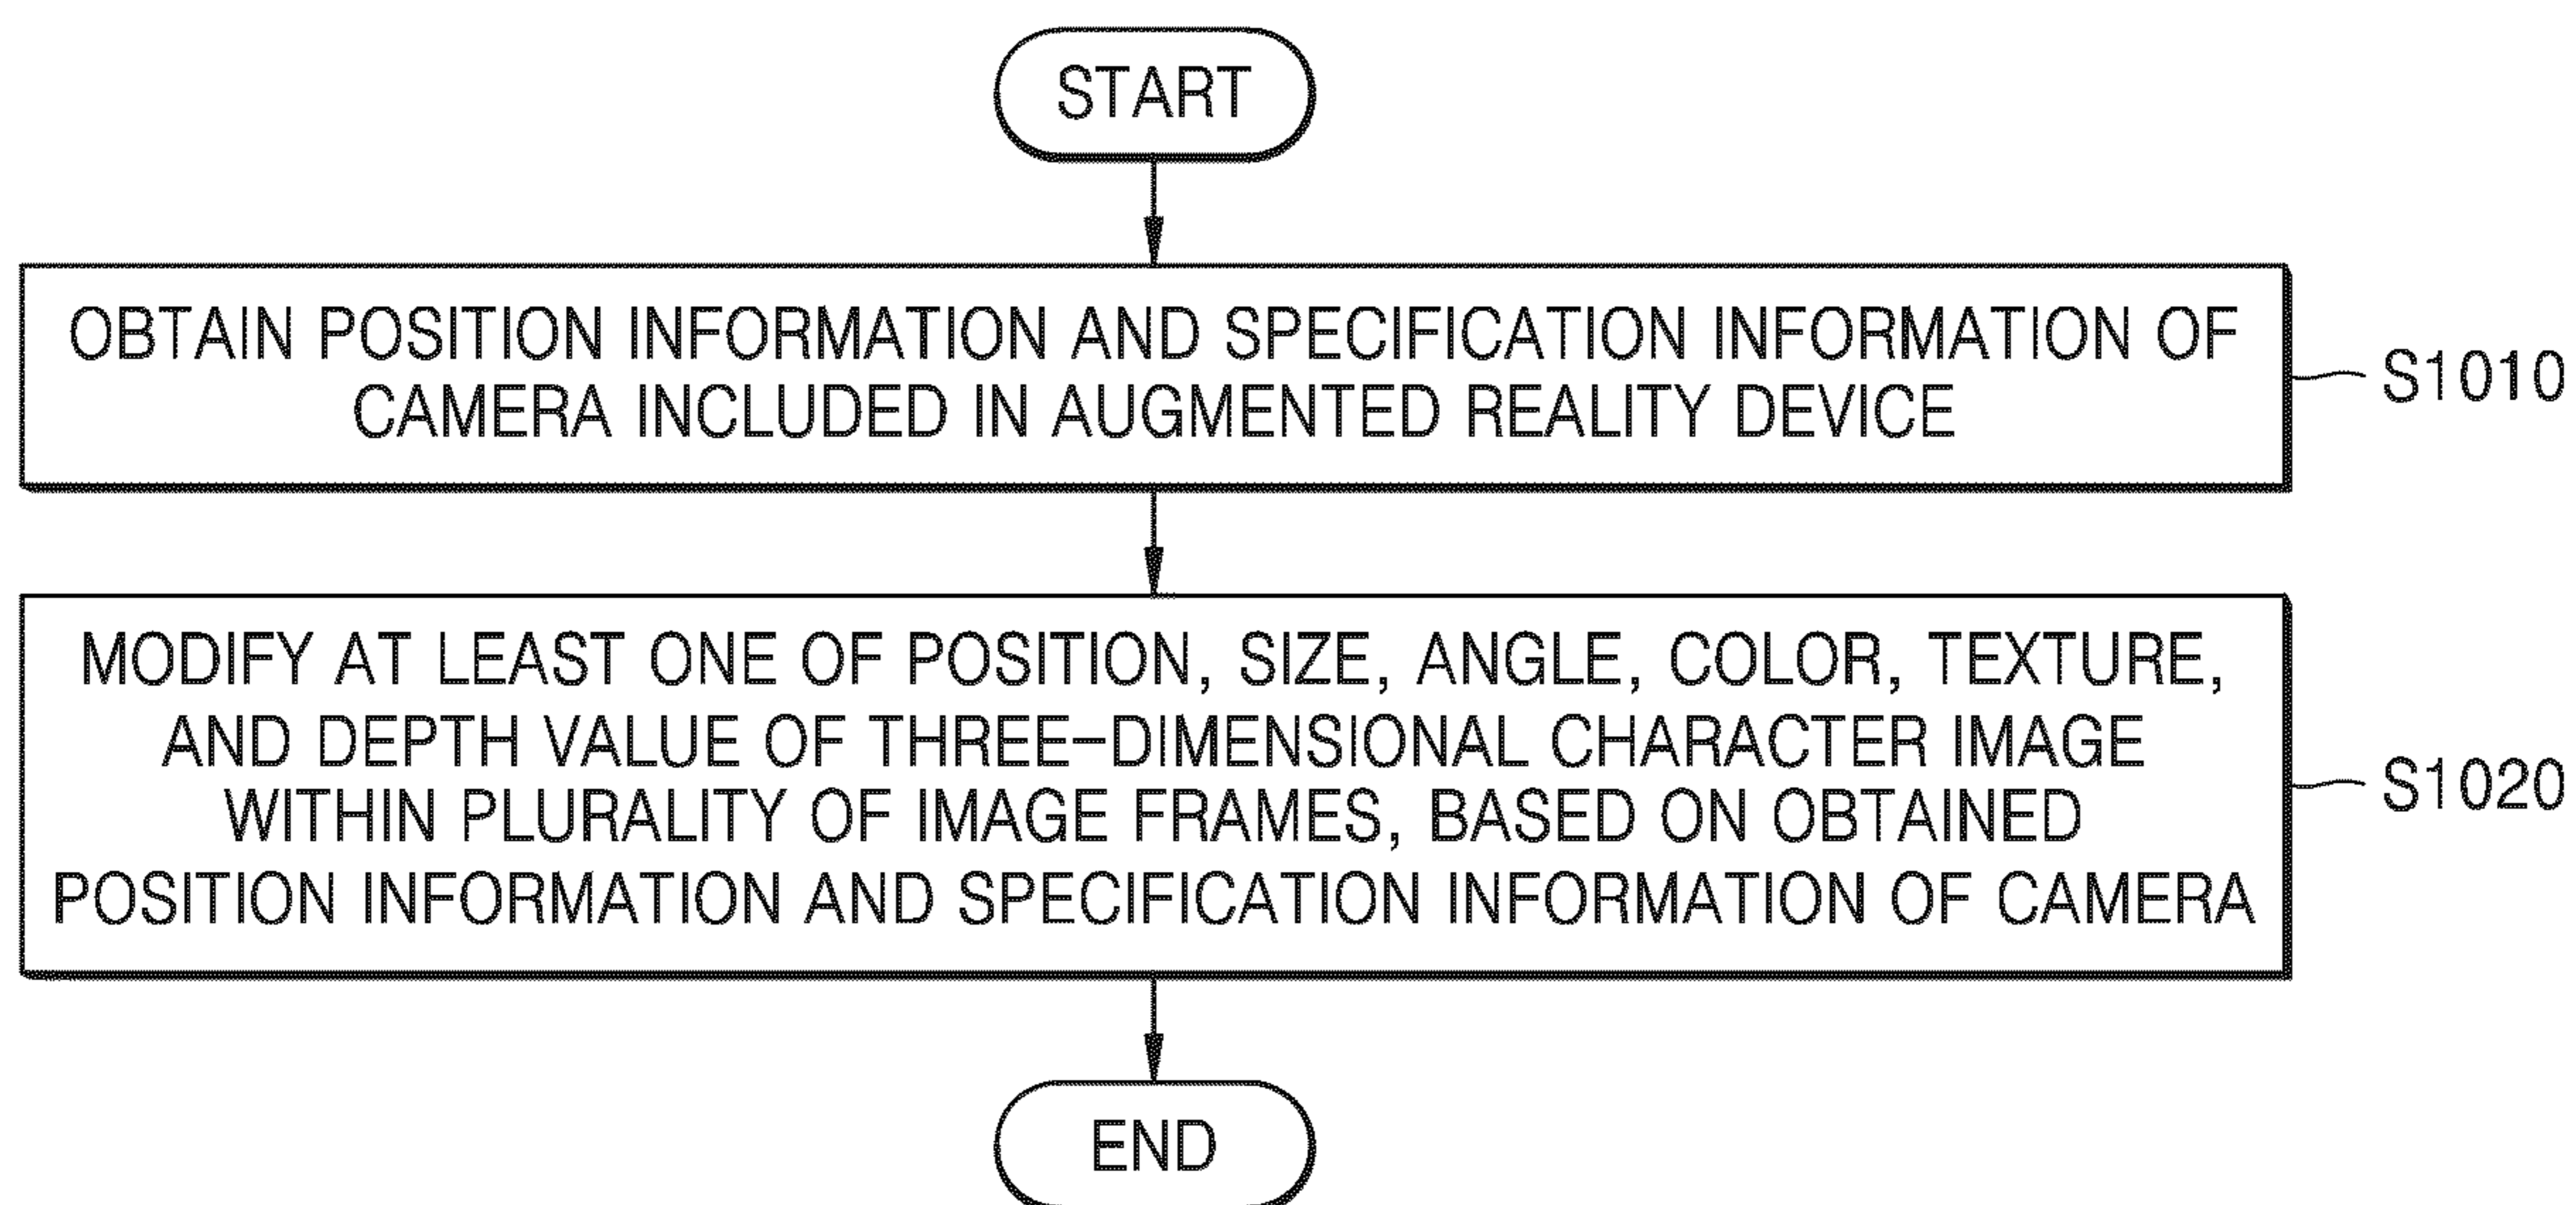 START
OBTAIN POSITION INFORMATION AND SPECIFICATION INFORMATION OF
CAMERA INCLUDED IN AUGMENTED REALITY DEVICE
S1010
MODIFY AT LEAST ONE OF POSITION, SIZE, ANGLE, COLOR, TEXTURE,
AND DEPTH VALUE OF THREE-DIMENSIONAL CHARACTER IMAGE
WITHIN PLURALITY OF IMAGE FRAMES, BASED ON OBTAINED
POSITION INFORMATION AND SPECIFICATION INFORMATION OF CAMERA
S1020
END